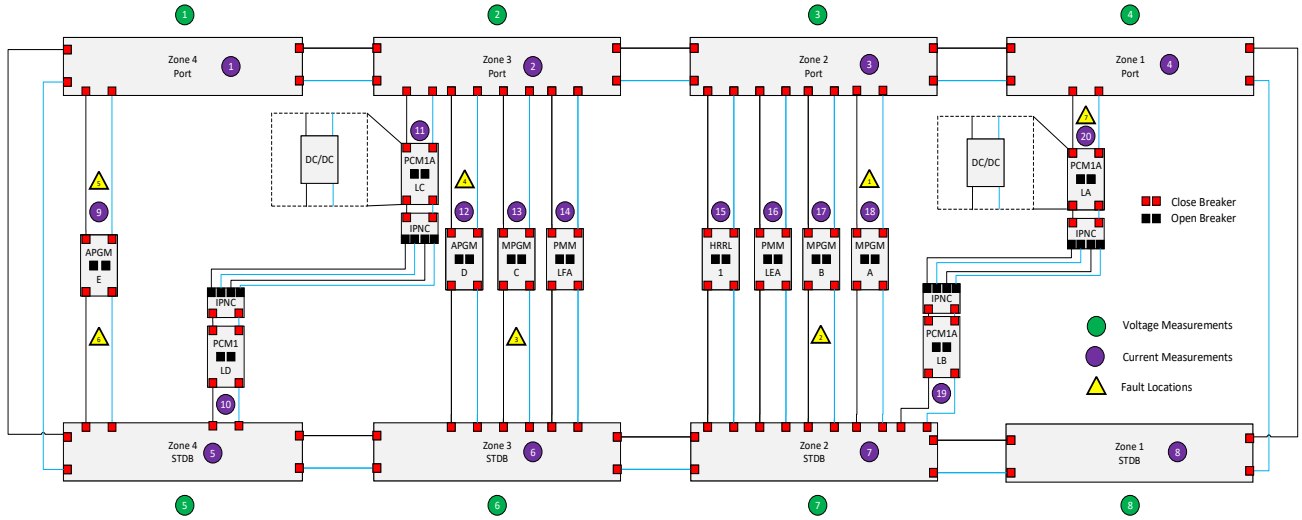 1
2
3
4
Zone 4
Port
1
Zone 3
Port
2
Zone 2
Port
3
Zone 1
Port
4
DC/DC
11
PCM1A
LC
IPNC
5
9
APGM
E
6
4
12
APGM
D
13
MPGM
C
3
14
PMM
LFA
15
HRRL
1
16
PMM
LEA
17
MPGM
B
2
1
18
MPGM
A
DC/DC
7
20
PCM1A
LA
IPNC
Close Breaker
Open Breaker
IPNC
PCM1
LD
10
IPNC
PCM1A
LB
19
Voltage Measurements
Current Measurements
Fault Locations
Zone 4
STDB
5
Zone 3
STDB
6
Zone 2
STDB
7
Zone 1
STDB
8
5
6
7
8